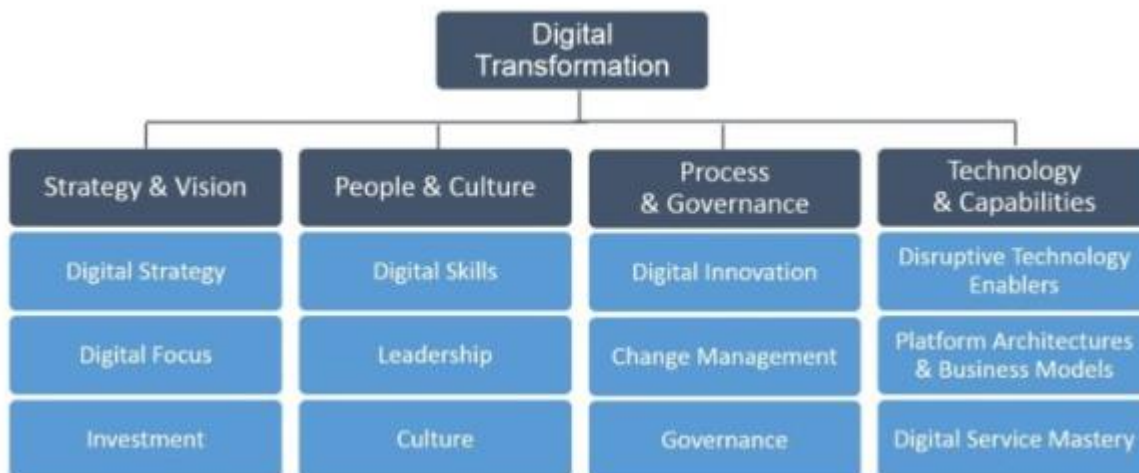 Digital
Transformation
Strategy & Vision
People & Culture
Process
& Governance
Technology
& Capabilities
Digital Strategy
Digital Skills
Digital Innovation
Disruptive Technology
Enablers
Digital Focus
Leadership
Change Management
Platform Architectures
& Business Models
Investment
Culture
Governance
Digital Service Mastery